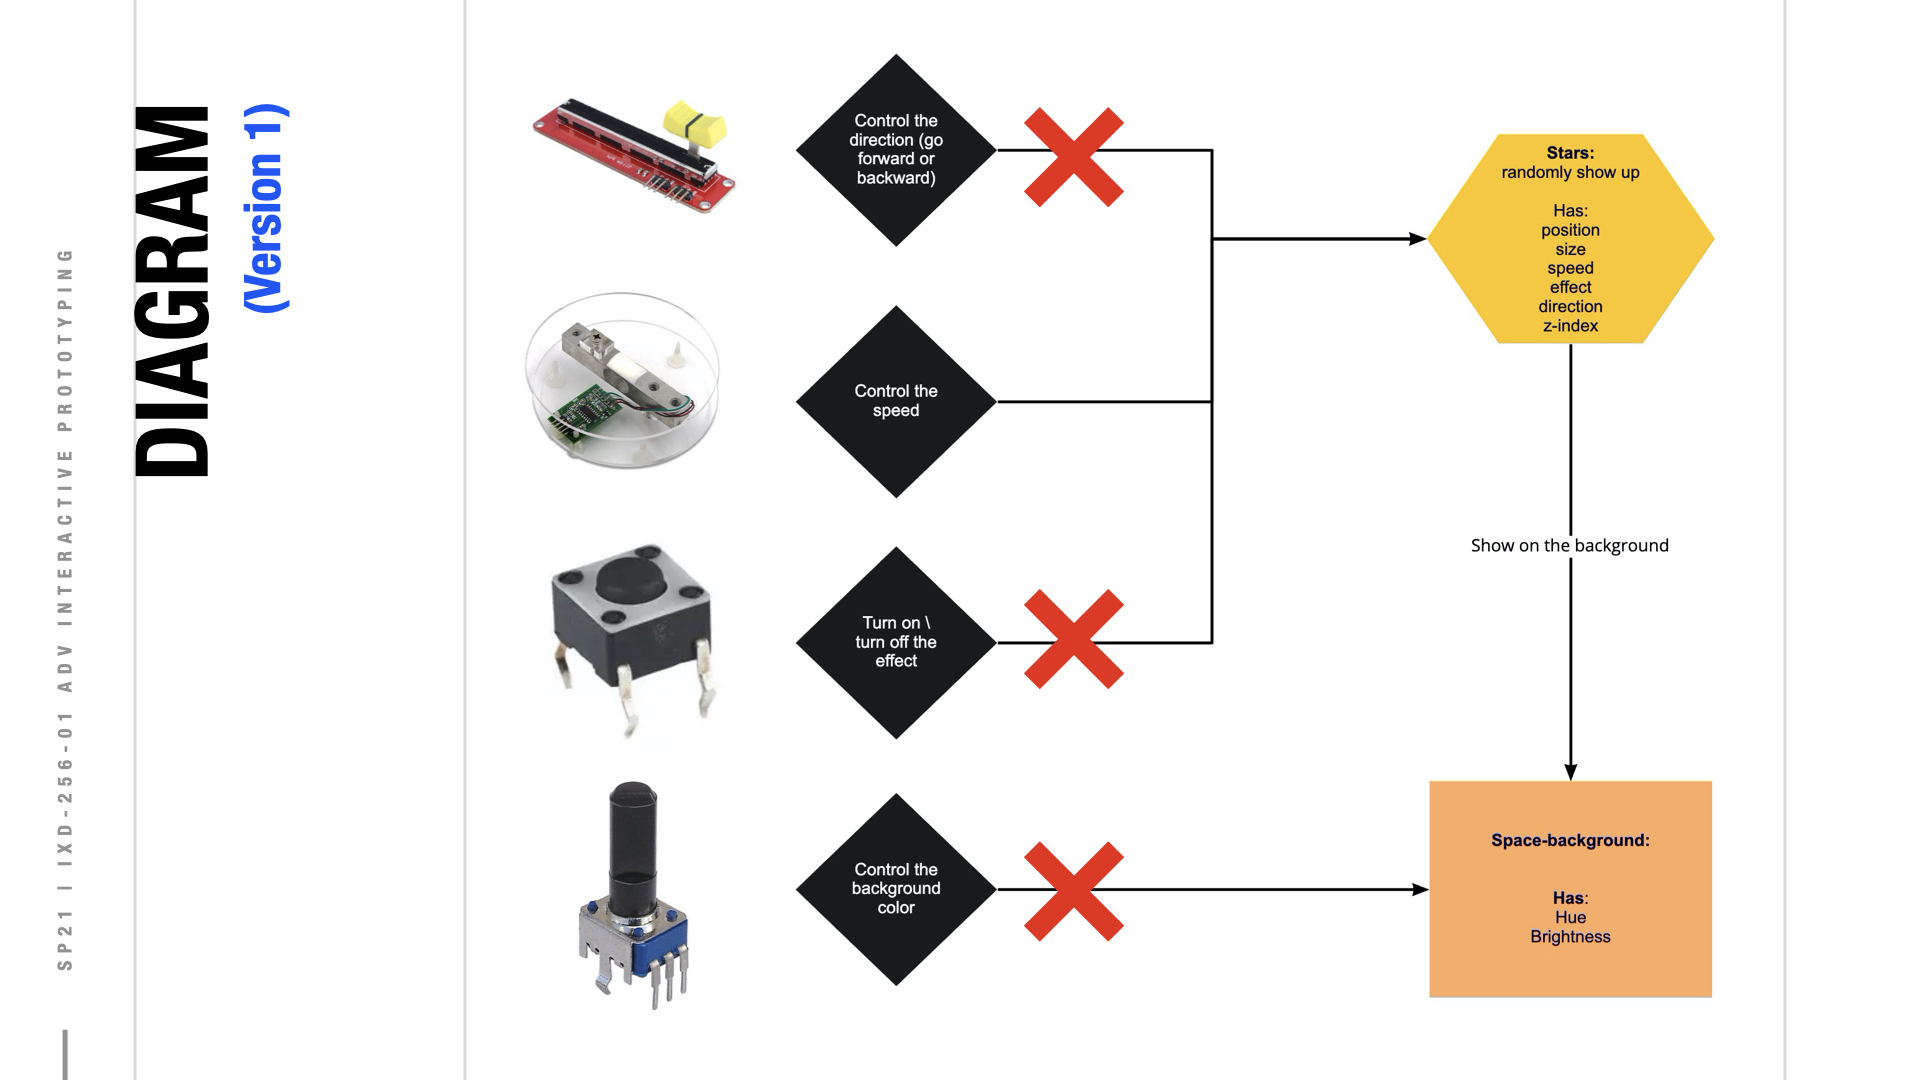 SP21 | IXD-256-01 ADV INTERACTIVE PROTOTYPING
DIAGRAM
(Version 1)
Control the
direction (go
forward or
backward)
Control the
speed
Turn on \
turn off the
effect
Control the
background
color
Stars:
randomly show up
Has:
position
size
speed
effect
direction
z-index
Show on the background
Space-background:
Has:
Hue
Brightness